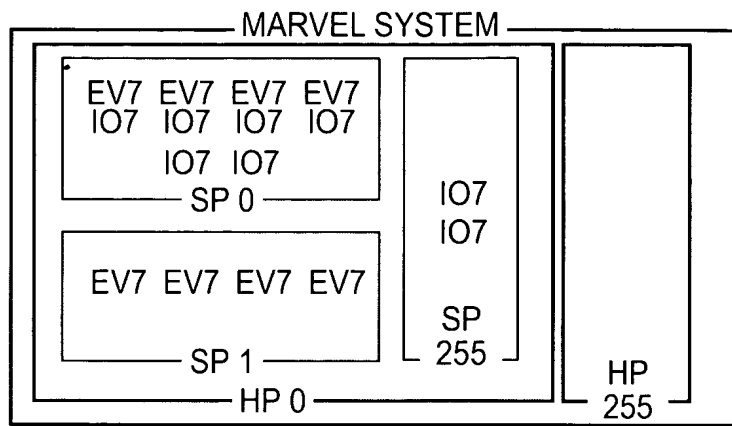 MARVEL SYSTEM
EV7 EV7 EV7 EV7
IO7 IO7 IO7 IO7
IO7 IO7
SP 0
EV7 EV7 EV7 EV7
SP 1
IO7
IO7
SP
255
HP 0
HP
255